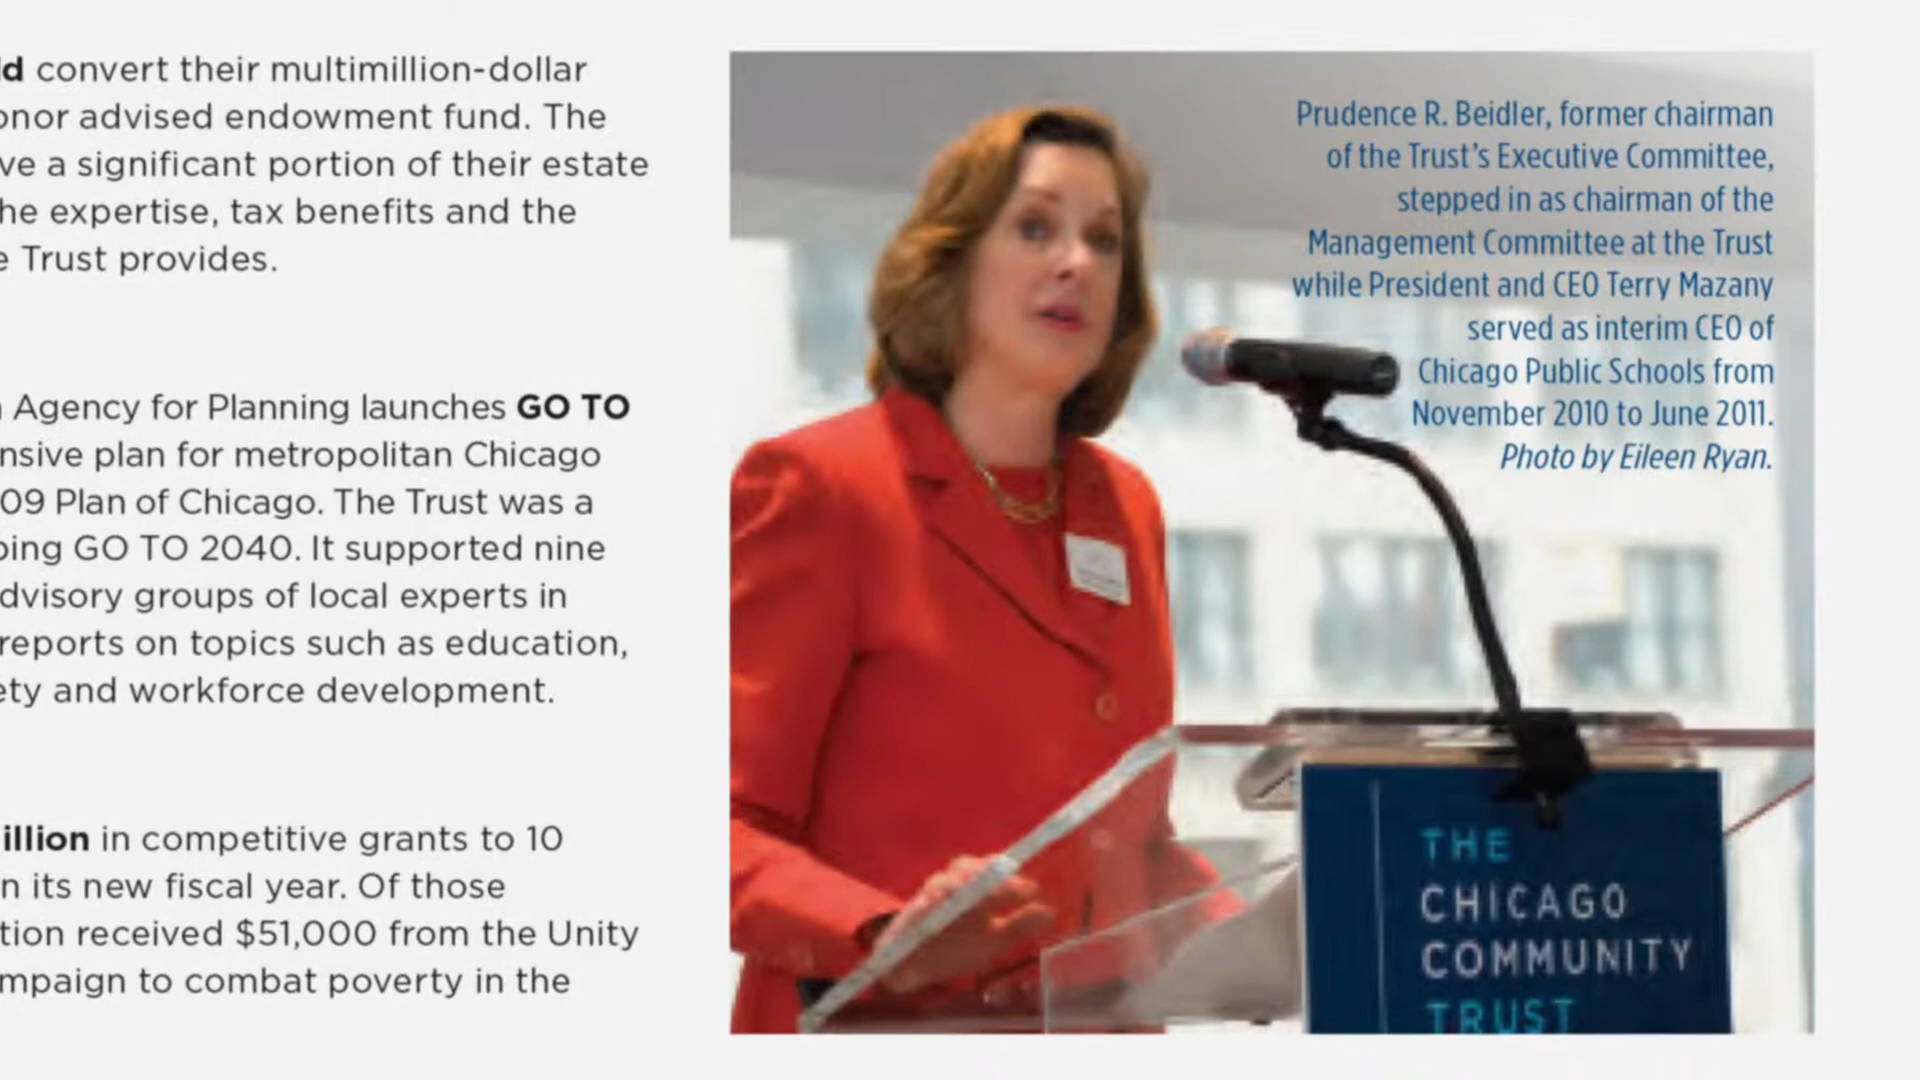 ld convert their multimillion-dollar
onor advised endowment fund. The
ve a significant portion of their estate
he expertise, tax benefits and the
e Trust provides.
Agency for Planning launches GO TO
nsive plan for metropolitan Chicago
09 Plan of Chicago. The Trust was a
ping GO TO 2040. It supported nine
dvisory groups of local experts in
reports on topics such as education,
ety and workforce development.
illion in competitive grants to 10
n its new fiscal year. Of those
tion received $51,000 from the Unity
mpaign to combat poverty in the
Prudence R. Beidler, former chairman
of the Trust’s Executive Committee,
stepped in as chairman of the
Management Committee at the Trust
while President and CEO Terry Mazany
served as interim CEO of
Chicago Public Schools from
November 2010 to June 2011.
Photo by Eileen Ryan.
THE
CHICAGO
COMMUNITY
TRUST